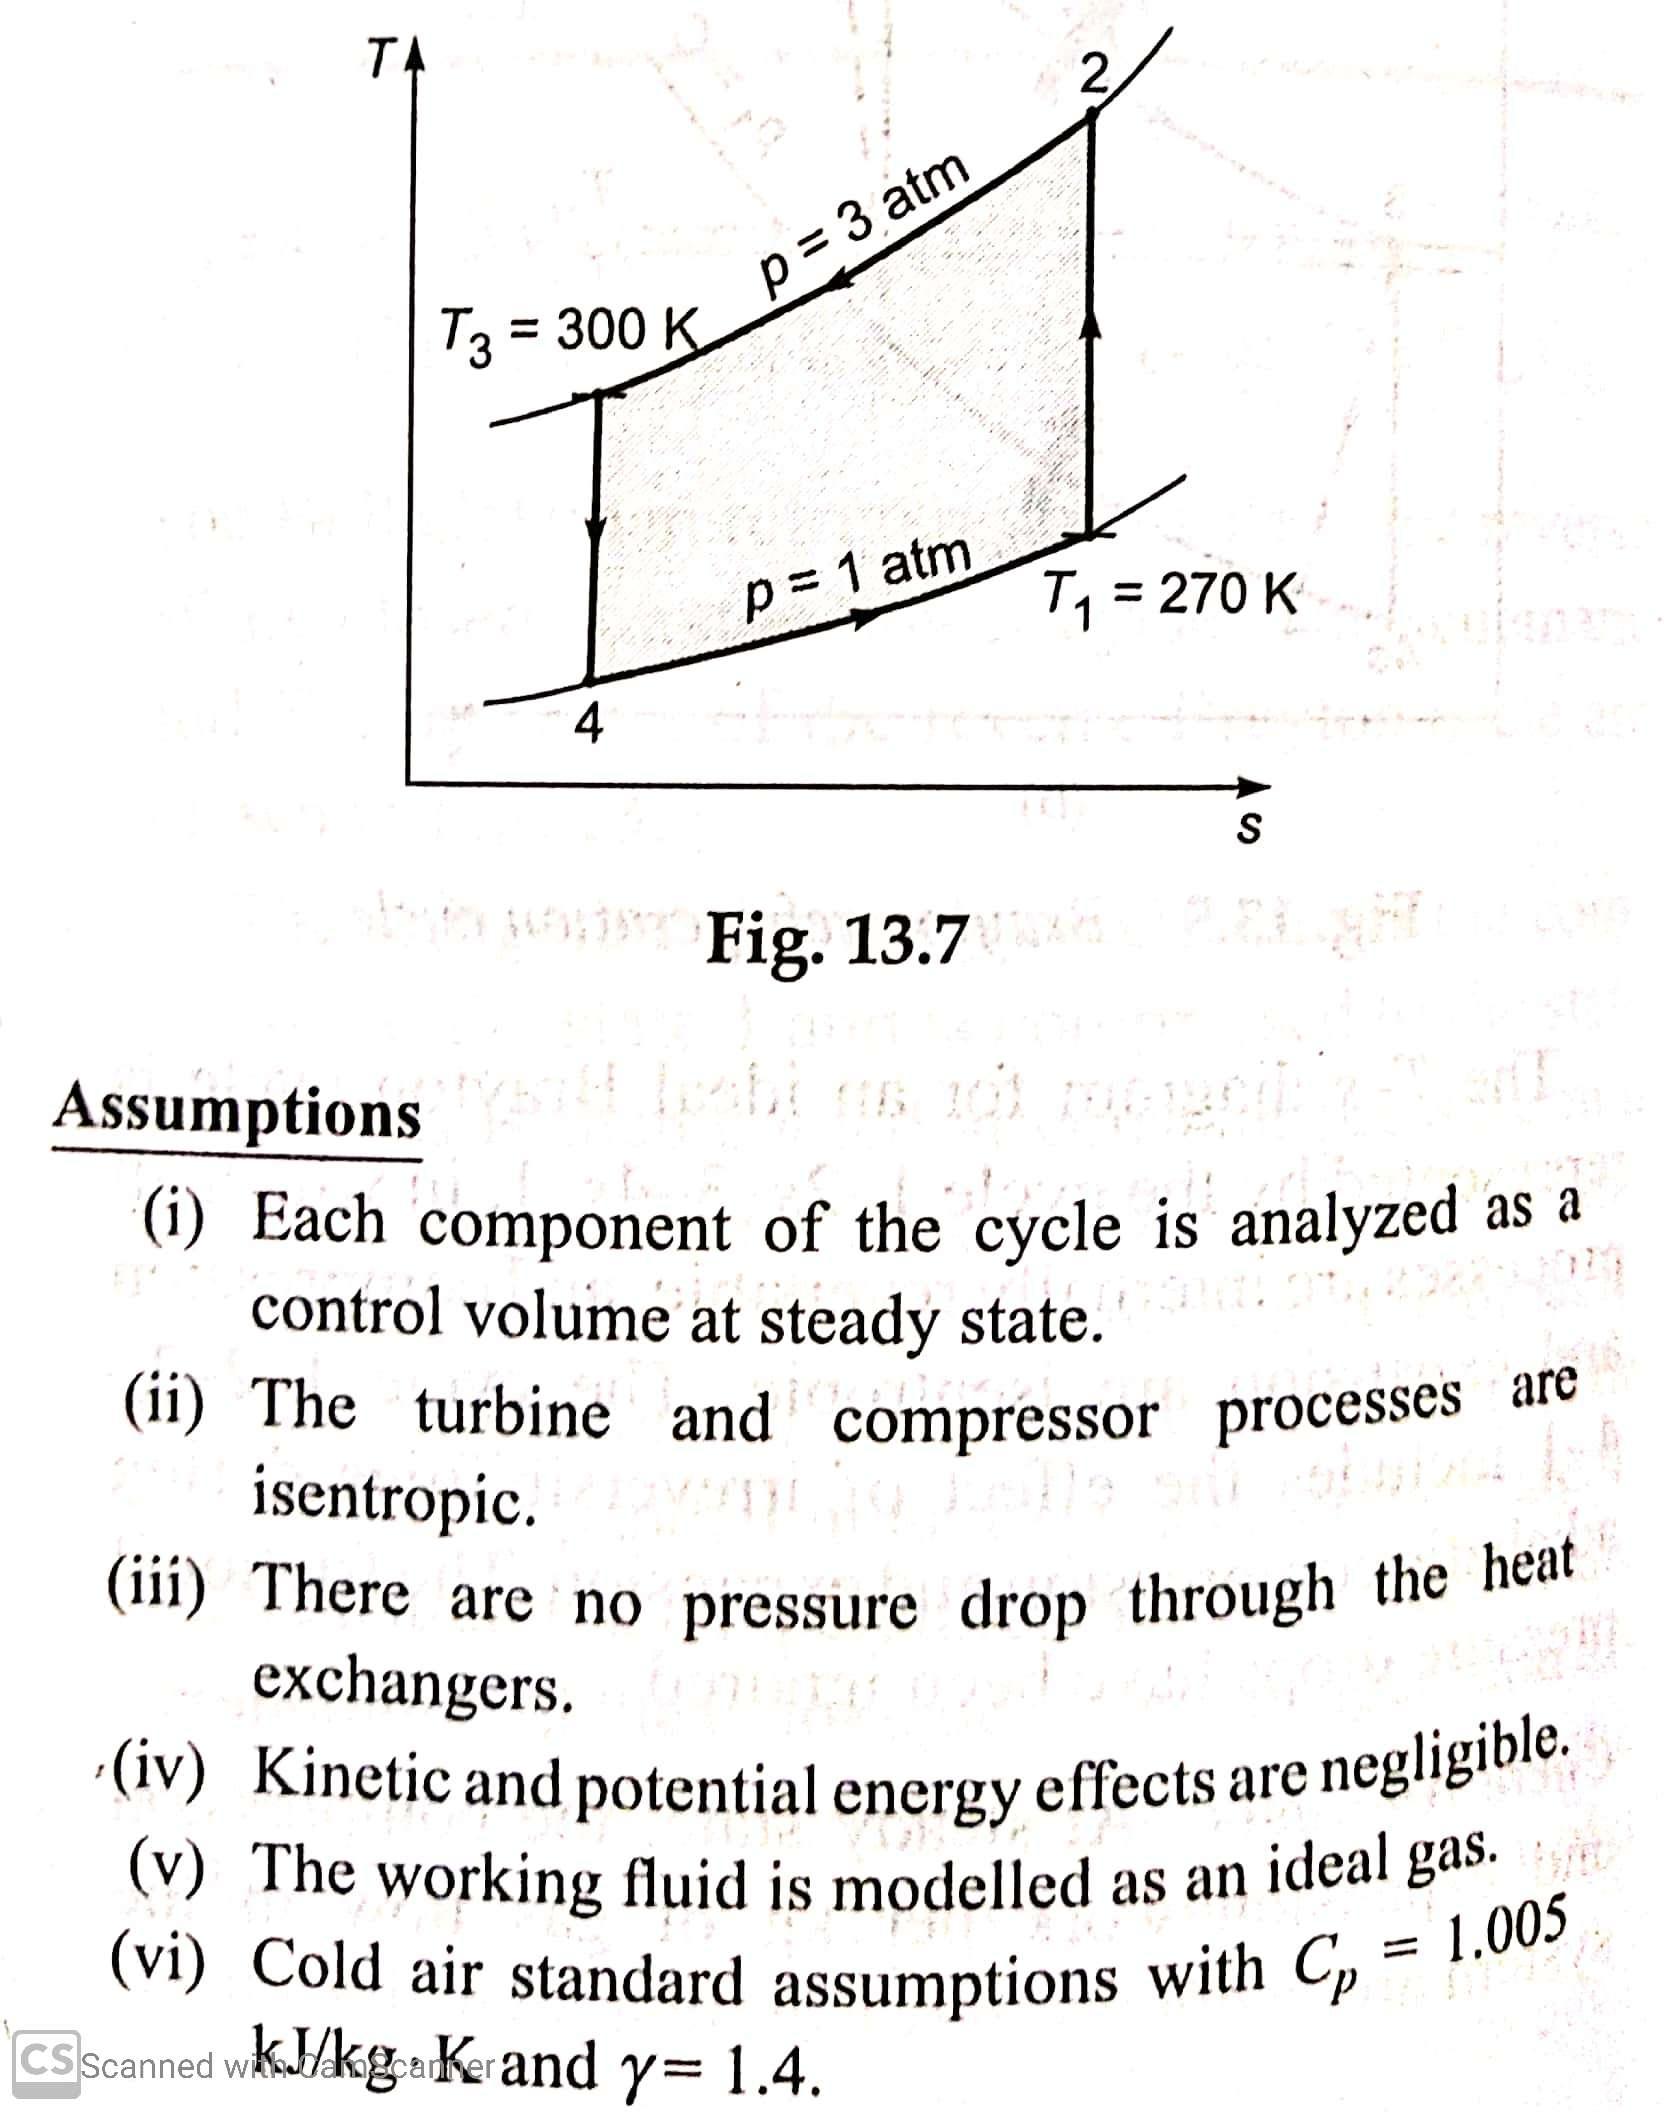 T
2
p = 3 atm
T3 = 300 K
p = 1 atm
T1 = 270 K
4
s
Fig. 13.7
Assumptions
(i) Each component of the cycle is analyzed as a
control volume at steady state.
(ii) The turbine and compressor processes are
isentropic.
(iii) There are no pressure drop through the heat
exchangers.
(iv) Kinetic and potential energy effects are negligible.
(v) The working fluid is modelled as an ideal gas.
(vi) Cold air standard assumptions with Cp = 1.005
kJ/kg·K and γ = 1.4.
CS Scanned with CamScanner